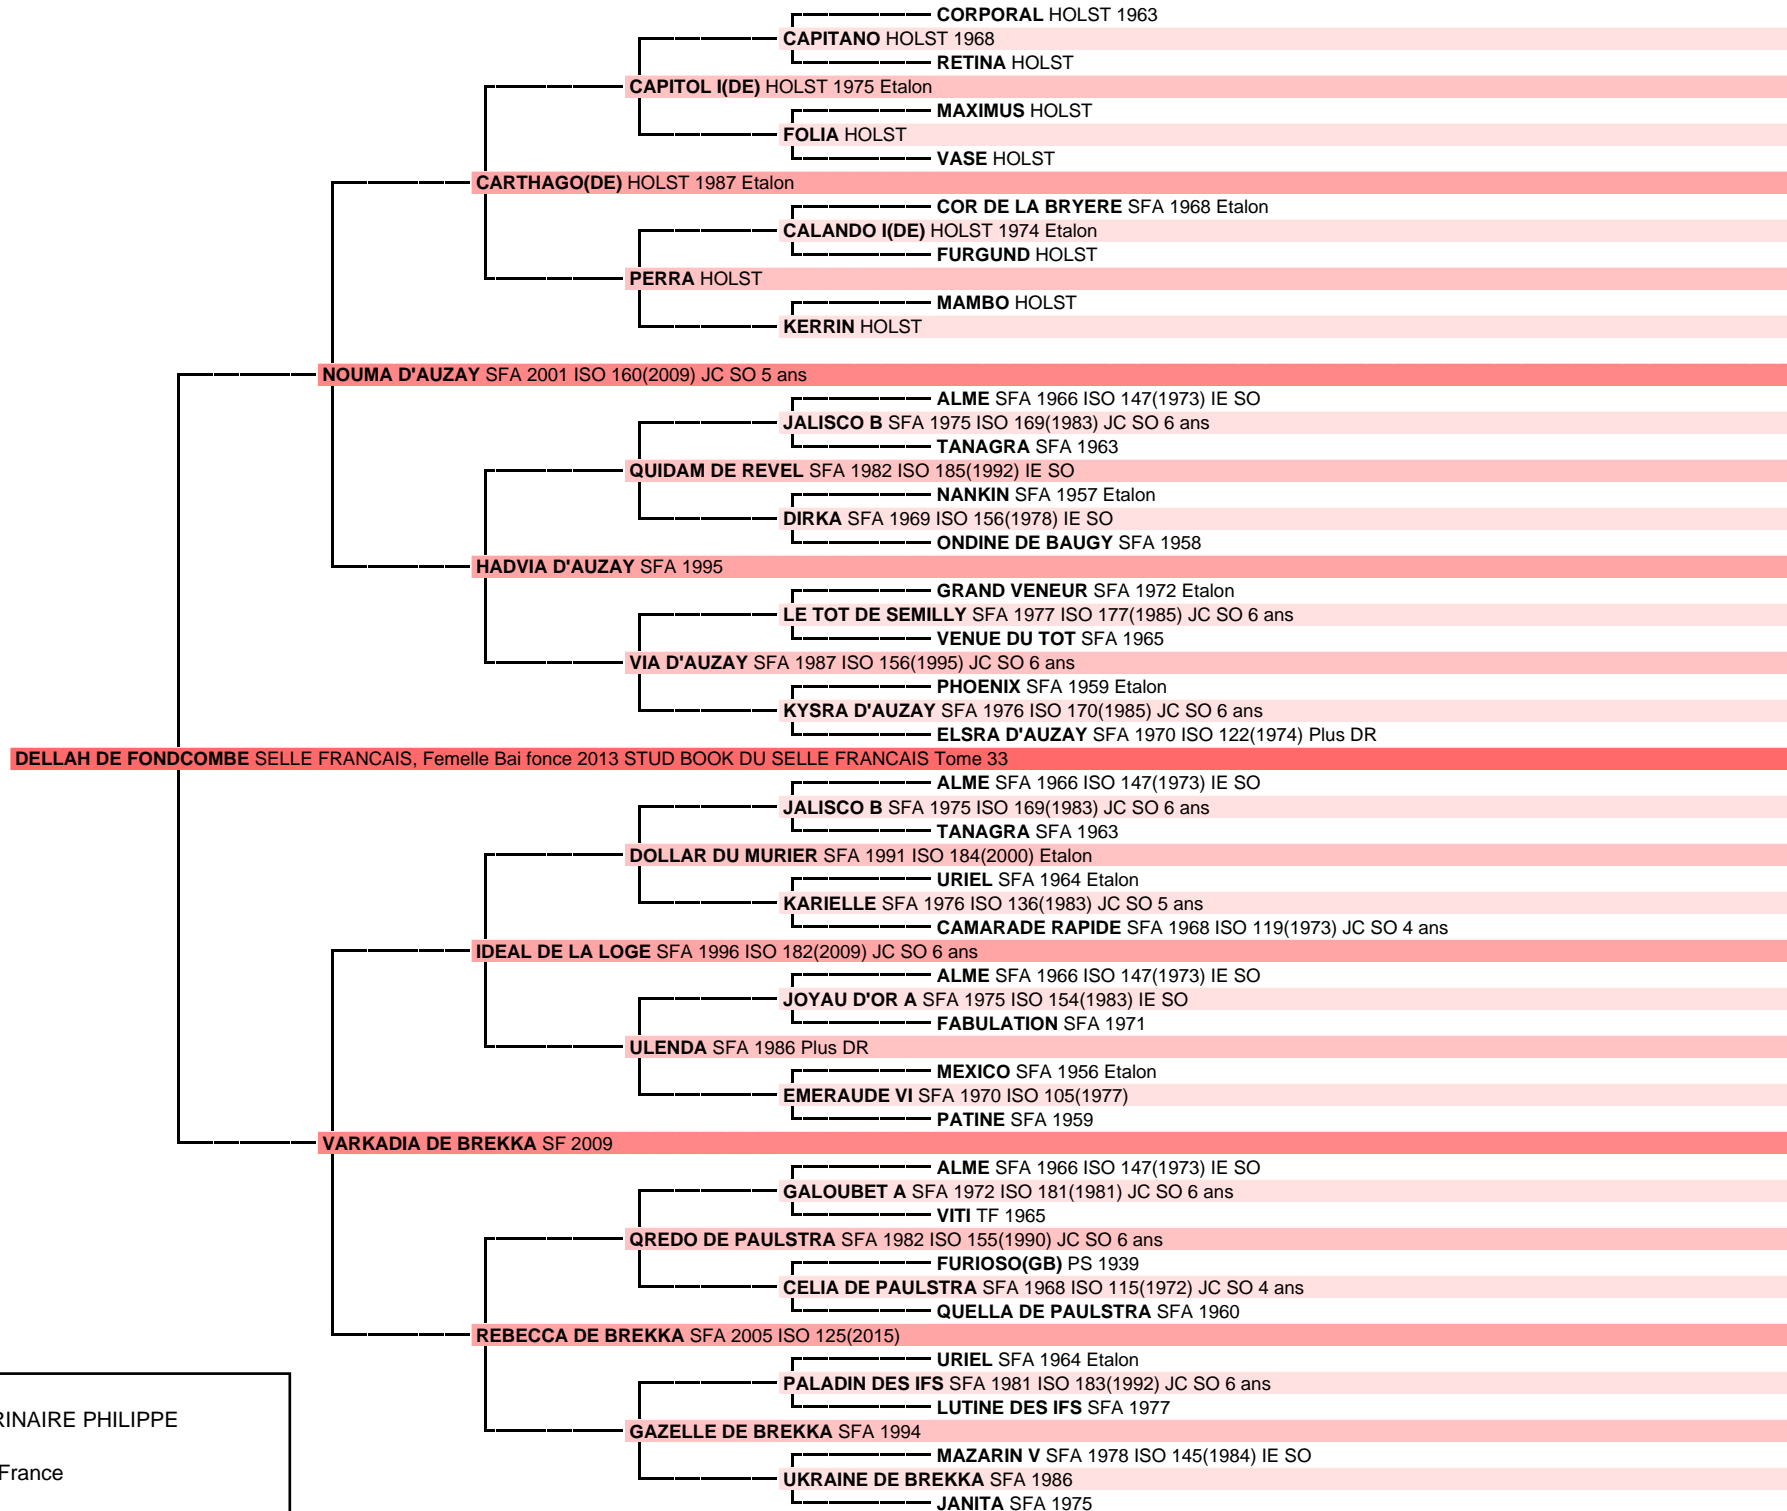 CORPORAL HOLST 1963
CAPITANO HOLST 1968
RETINA HOLST
CAPITOL I(DE) HOLST 1975 Etalon
MAXIMUS HOLST
FOLIA HOLST
VASE HOLST
CARTHAGO(DE) HOLST 1987 Etalon
COR DE LA BRYERE SFA 1968 Etalon
CALANDO I(DE) HOLST 1974 Etalon
FURGUND HOLST
PERRA HOLST
MAMBO HOLST
KERRIN HOLST
NOUMA D'AUZAY SFA 2001 ISO 160(2009) JC SO 5 ans
ALME SFA 1966 ISO 147(1973) IE SO
JALISCO B SFA 1975 ISO 169(1983) JC SO 6 ans
TANAGRA SFA 1963
QUIDAM DE REVEL SFA 1982 ISO 185(1992) IE SO
NANKIN SFA 1957 Etalon
DIRKA SFA 1969 ISO 156(1978) IE SO
ONDINE DE BAUGY SFA 1958
HADVIA D'AUZAY SFA 1995
GRAND VENEUR SFA 1972 Etalon
LE TOT DE SEMILLY SFA 1977 ISO 177(1985) JC SO 6 ans
VENUE DU TOT SFA 1965
VIA D'AUZAY SFA 1987 ISO 156(1995) JC SO 6 ans
PHOENIX SFA 1959 Etalon
KYSRA D'AUZAY SFA 1976 ISO 170(1985) JC SO 6 ans
ELSRA D'AUZAY SFA 1970 ISO 122(1974) Plus DR
DELLAH DE FONDCOMBE SELLE FRANCAIS, Femelle Bai fonce 2013 STUD BOOK DU SELLE FRANCAIS Tome 33
ALME SFA 1966 ISO 147(1973) IE SO
JALISCO B SFA 1975 ISO 169(1983) JC SO 6 ans
TANAGRA SFA 1963
DOLLAR DU MURIER SFA 1991 ISO 184(2000) Etalon
URIEL SFA 1964 Etalon
KARIELLE SFA 1976 ISO 136(1983) JC SO 5 ans
CAMARADE RAPIDE SFA 1968 ISO 119(1973) JC SO 4 ans
IDEAL DE LA LOGE SFA 1996 ISO 182(2009) JC SO 6 ans
ALME SFA 1966 ISO 147(1973) IE SO
JOYAU D'OR A SFA 1975 ISO 154(1983) IE SO
FABULATION SFA 1971
ULENDA SFA 1986 Plus DR
MEXICO SFA 1956 Etalon
EMERAUDE VI SFA 1970 ISO 105(1977)
PATINE SFA 1959
VARKADIA DE BREKKA SF 2009
ALME SFA 1966 ISO 147(1973) IE SO
GALOUBET A SFA 1972 ISO 181(1981) JC SO 6 ans
VITI TF 1965
QREDO DE PAULSTRA SFA 1982 ISO 155(1990) JC SO 6 ans
FURIOSO(GB) PS 1939
CELIA DE PAULSTRA SFA 1968 ISO 115(1972) JC SO 4 ans
QUELLA DE PAULSTRA SFA 1960
REBECCA DE BREKKA SFA 2005 ISO 125(2015)
URIEL SFA 1964 Etalon
PALADIN DES IFS SFA 1981 ISO 183(1992) JC SO 6 ans
LUTINE DES IFS SFA 1977
RINAIRE PHILIPPE
GAZELLE DE BREKKA SFA 1994
MAZARIN V SFA 1978 ISO 145(1984) IE SO
France
UKRAINE DE BREKKA SFA 1986
JANITA SFA 1975